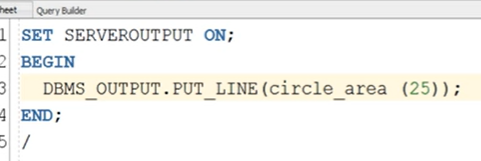 heet Query Builder
1 SET SERVEROUTPUT ON;
2 BEGIN
3 DBMS_OUTPUT.PUT_LINE(circle_area (25));
4 END;
5 /